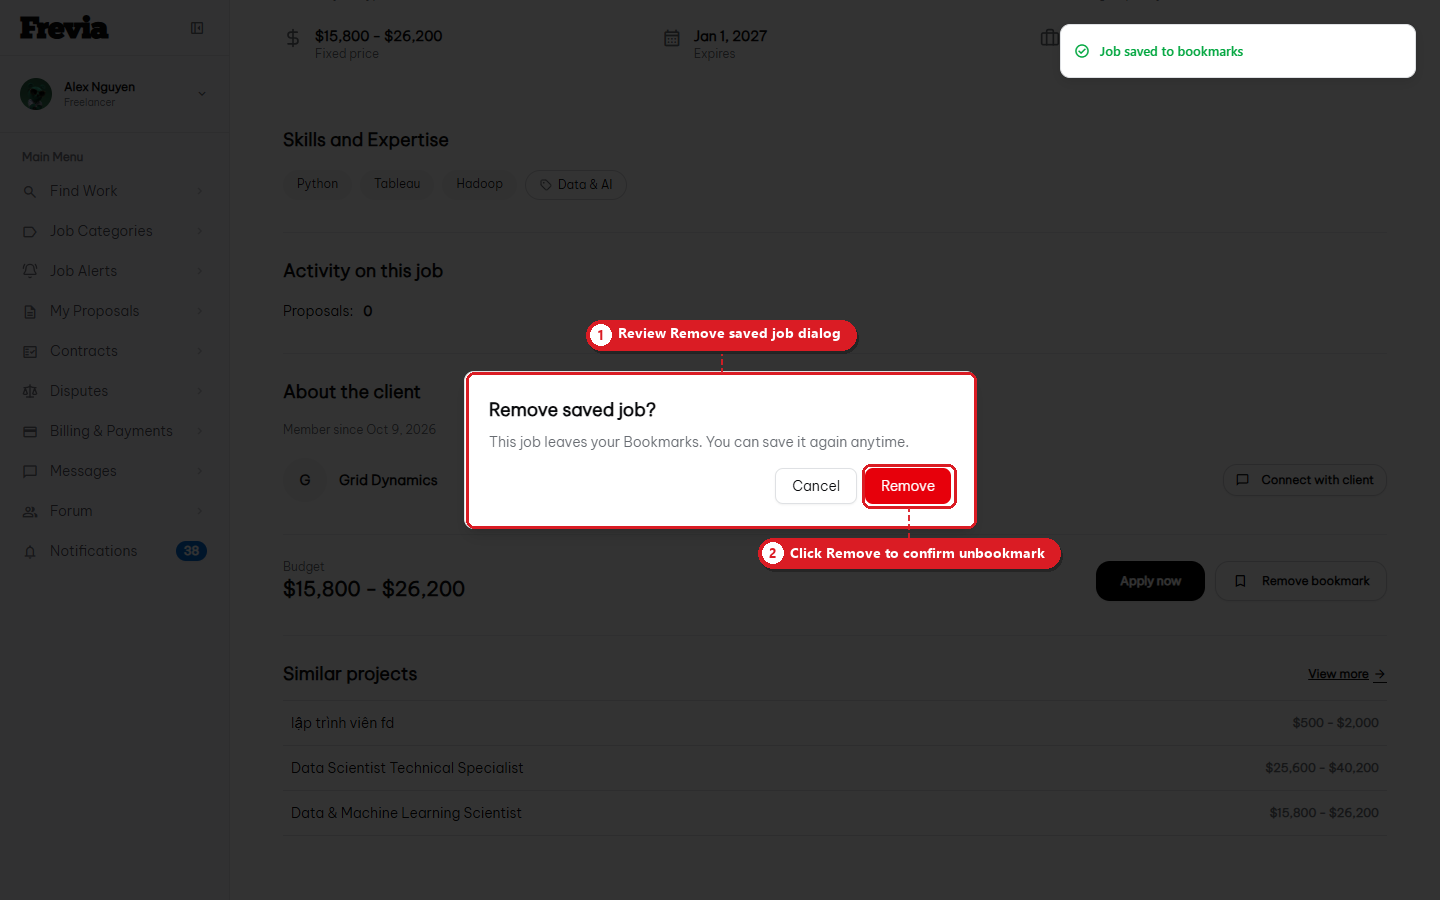 Frevia
$15,800 - $26,200
Fixed price
Jan 1, 2027
Expires
Job saved to bookmarks
Alex Nguyen
Freelancer
Main Menu
Find Work
Job Categories
Job Alerts
My Proposals
Contracts
Disputes
Billing & Payments
Messages
Forum
Notifications 38
Skills and Expertise
Python Tableau Hadoop Data & AI
Activity on this job
Proposals: 0
1 Review Remove saved job dialog
About the client
Member since Oct 9, 2026
G Grid Dynamics
Connect with client
Remove saved job?
This job leaves your Bookmarks. You can save it again anytime.
Cancel Remove
2 Click Remove to confirm unbookmark
Budget
$15,800 - $26,200
Apply now Remove bookmark
Similar projects View more
lập trình viên fd $500 - $2,000
Data Scientist Technical Specialist $25,600 - $40,200
Data & Machine Learning Scientist $15,800 - $26,200